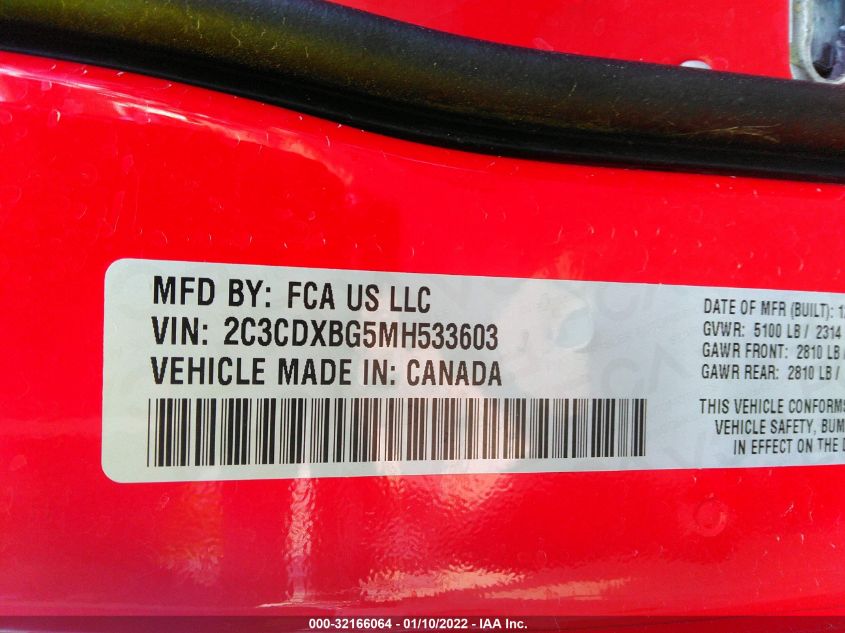 MFD BY: FCA US LLC
VIN: 2C3CDXBG5MH533603
VEHICLE MADE IN: CANADA
DATE OF MFR (BUILT): 1
GVWR: 5100 LB / 2314
GAWR FRONT: 2810 LB /
GAWR REAR: 2810 LB /
THIS VEHICLE CONFORMS
VEHICLE SAFETY, BUM
IN EFFECT ON THE D
000-32166064 - 01/10/2022 - IAA Inc.